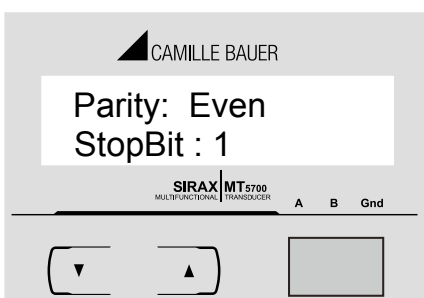 CAMILLE BAUER
Parity: Even
StopBit : 1
SIRAX MT5700
MULTIFUNCTIONAL TRANSDUCER
A B Gnd